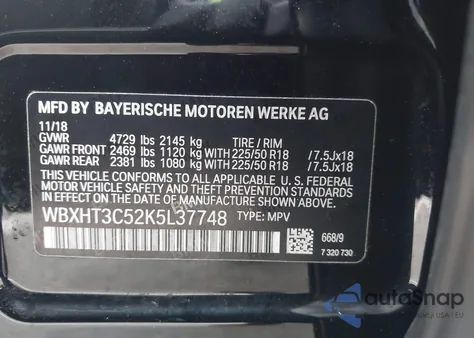 MFD BY BAYERISCHE MOTOREN WERKE AG
11/18
GVWR 4729 lbs 2145 kg TIRE / RIM
GAWR FRONT 2469 lbs 1120 kg WITH 225/50 R18 / 7.5Jx18
GAWR REAR 2381 lbs 1080 kg WITH 225/50 R18 / 7.5Jx18
THIS VEHICLE CONFORMS TO ALL APPLICABLE
U.S. FEDERAL MOTOR VEHICLE SAFETY STANDARDS
IN EFFECT ON THE DATE OF MANUFACTURE SHOWN ABOVE.
WBXHT3C52K5L37748 TYPE: MPV
668/9
7 320 730
autoSnap